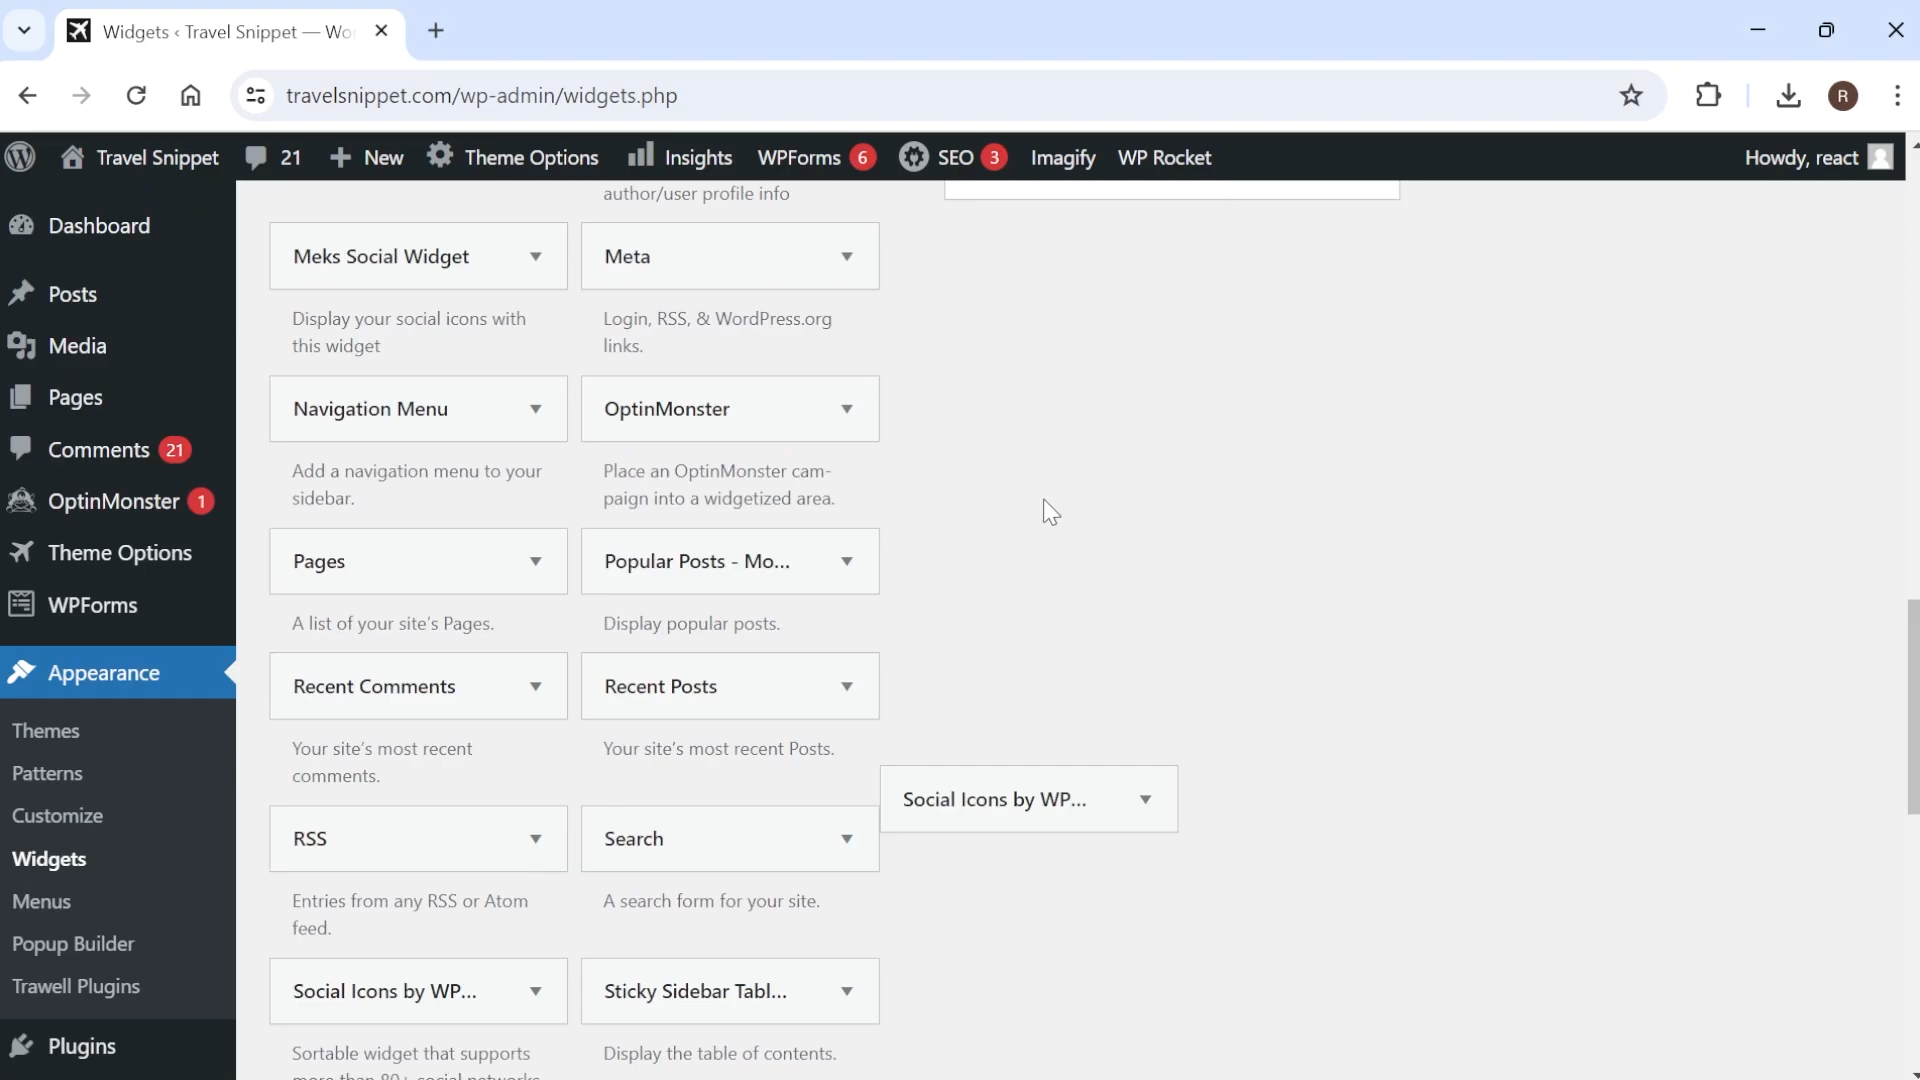 Widgets ‹ Travel Snippet — Wo
travelsnippet.com/wp-admin/widgets.php
R
Travel Snippet 21 New Theme Options Insights WPForms 6 SEO 3 Imagify WP Rocket Howdy, react
Dashboard
Posts
Media
Pages
Comments 21
OptinMonster 1
Theme Options
WPForms
Appearance
Themes
Patterns
Customize
Widgets
Menus
Popup Builder
Trawell Plugins
Plugins
author/user profile info
Meks Social Widget
Display your social icons with
this widget
Meta
Login, RSS, & WordPress.org
links.
Navigation Menu
Add a navigation menu to your
sidebar.
OptinMonster
Place an OptinMonster cam-
paign into a widgetized area.
Pages
A list of your site's Pages.
Popular Posts - Mo...
Display popular posts.
Recent Comments
Your site's most recent
comments.
Recent Posts
Your site's most recent Posts.
Social Icons by WP...
RSS
Entries from any RSS or Atom
feed.
Search
A search form for your site.
Social Icons by WP...
Sortable widget that supports
more than 80+ social networks
Sticky Sidebar Tabl...
Display the table of contents.